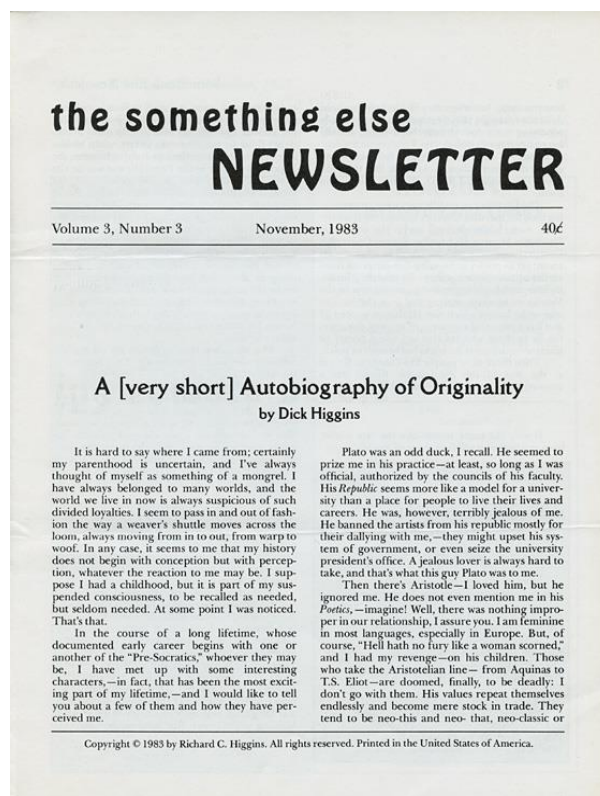 the something else
NEWSLETTER
Volume 3, Number 3 November, 1983 40¢
A [very short] Autobiography of Originality
by Dick Higgins
It is hard to say where I came from; certainly
my parenthood is uncertain, and I've always
thought of myself as something of a mongrel. I
have always belonged to many worlds, and the
world we live in now is always suspicious of such
divided loyalties. I seem to pass in and out of fash-
ion the way a weaver's shuttle moves across the
loom, always moving from in to out, from warp to
woof. In any case, it seems to me that my history
does not begin with conception but with percep-
tion, whatever the reaction to me may be. I sup-
pose I had a childhood, but it is part of my sus-
pended consciousness, to be recalled as needed,
but seldom needed. At some point I was noticed.
That's that.
In the course of a long lifetime, whose
documented early career begins with one or
another of the "Pre-Socratics," whoever they may
be, I have met up with some interesting
characters,—in fact, that has been the most excit-
ing part of my lifetime,—and I would like to tell
you about a few of them and how they have per-
ceived me.
Plato was an odd duck, I recall. He seemed to
prize me in his practice—at least, so long as I was
official, authorized by the councils of his faculty.
His Republic seems more like a model for a univer-
sity than a place for people to live their lives and
careers. He was, however, terribly jealous of me.
He banned the artists from his republic mostly for
their dallying with me,—they might upset his sys-
tem of government, or even seize the university
president's office. A jealous lover is always hard to
take, and that's what this guy Plato was to me.
Then there's Aristotle—I loved him, but he
ignored me. He does not even mention me in his
Poetics,—imagine! Well, there was nothing impro-
per in our relationship, I assure you. I am feminine
in most languages, especially in Europe. But, of
course, "Hell hath no fury like a woman scorned,"
and I had my revenge—on his children. Those
who take the Aristotelian line— from Aquinas to
T.S. Eliot—are doomed, finally, to be deadly: I
don't go with them. His values repeat themselves
endlessly and become mere stock in trade. They
tend to be neo-this and neo- that, neo-classic or
Copyright © 1983 by Richard C. Higgins. All rights reserved. Printed in the United States of America.